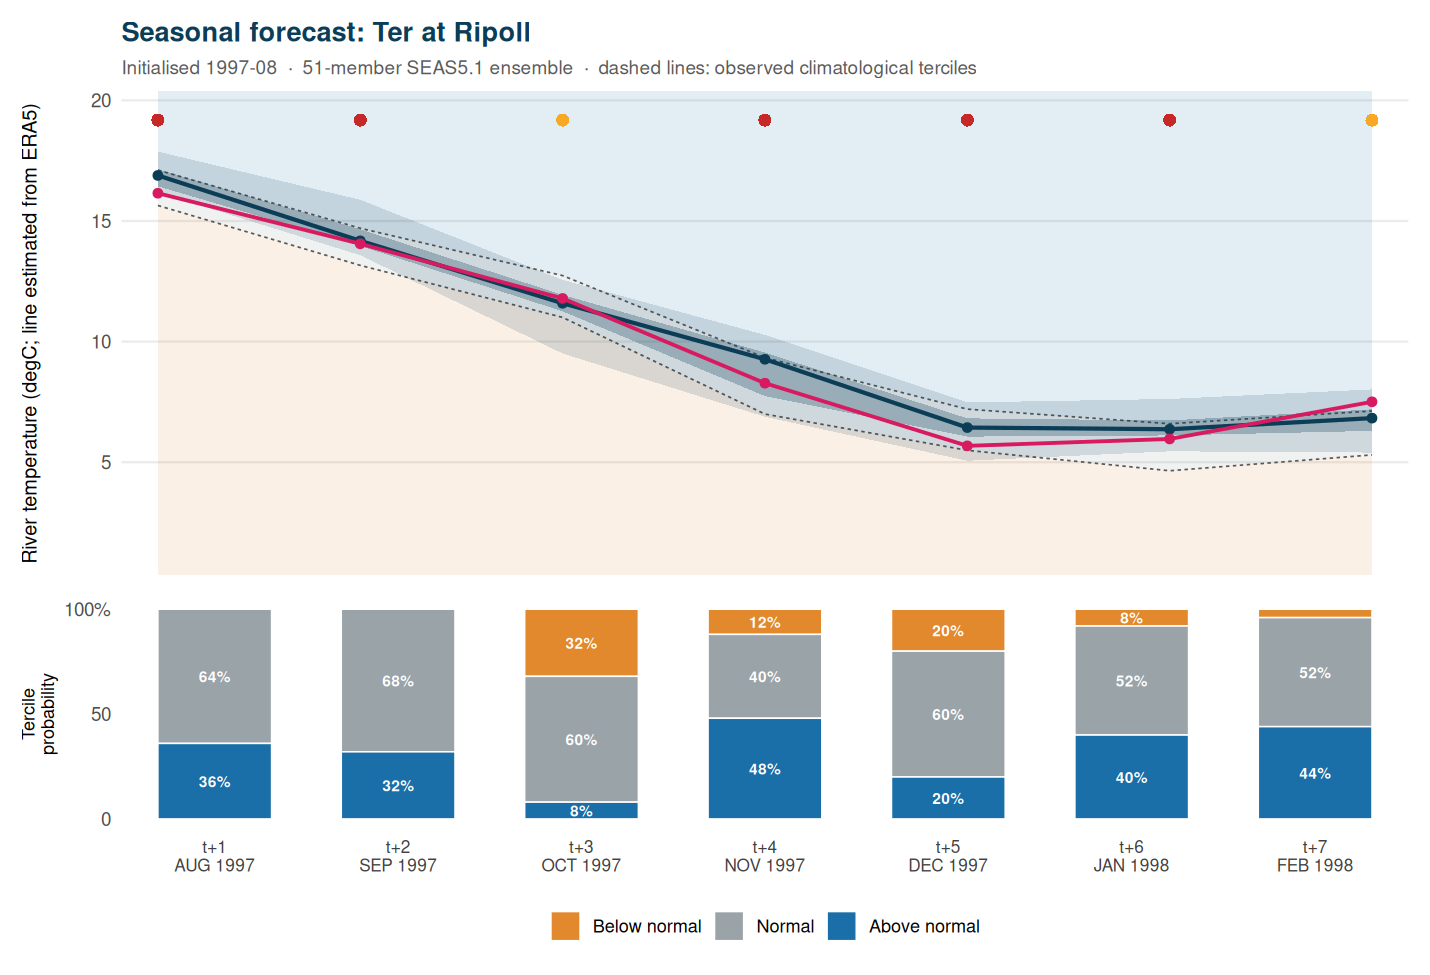 Seasonal forecast: Ter at Ripoll
Initialised 1997-08 · 51-member SEAS5.1 ensemble · dashed lines: observed climatological terciles
River temperature (degC; line estimated from ERA5)
20
15
10
5
Tercile
probability
100%
50
0
64%
36%
68%
32%
32%
60%
8%
12%
40%
48%
20%
60%
20%
8%
52%
40%
52%
44%
t+1
AUG 1997
t+2
SEP 1997
t+3
OCT 1997
t+4
NOV 1997
t+5
DEC 1997
t+6
JAN 1998
t+7
FEB 1998
Below normal
Normal
Above normal